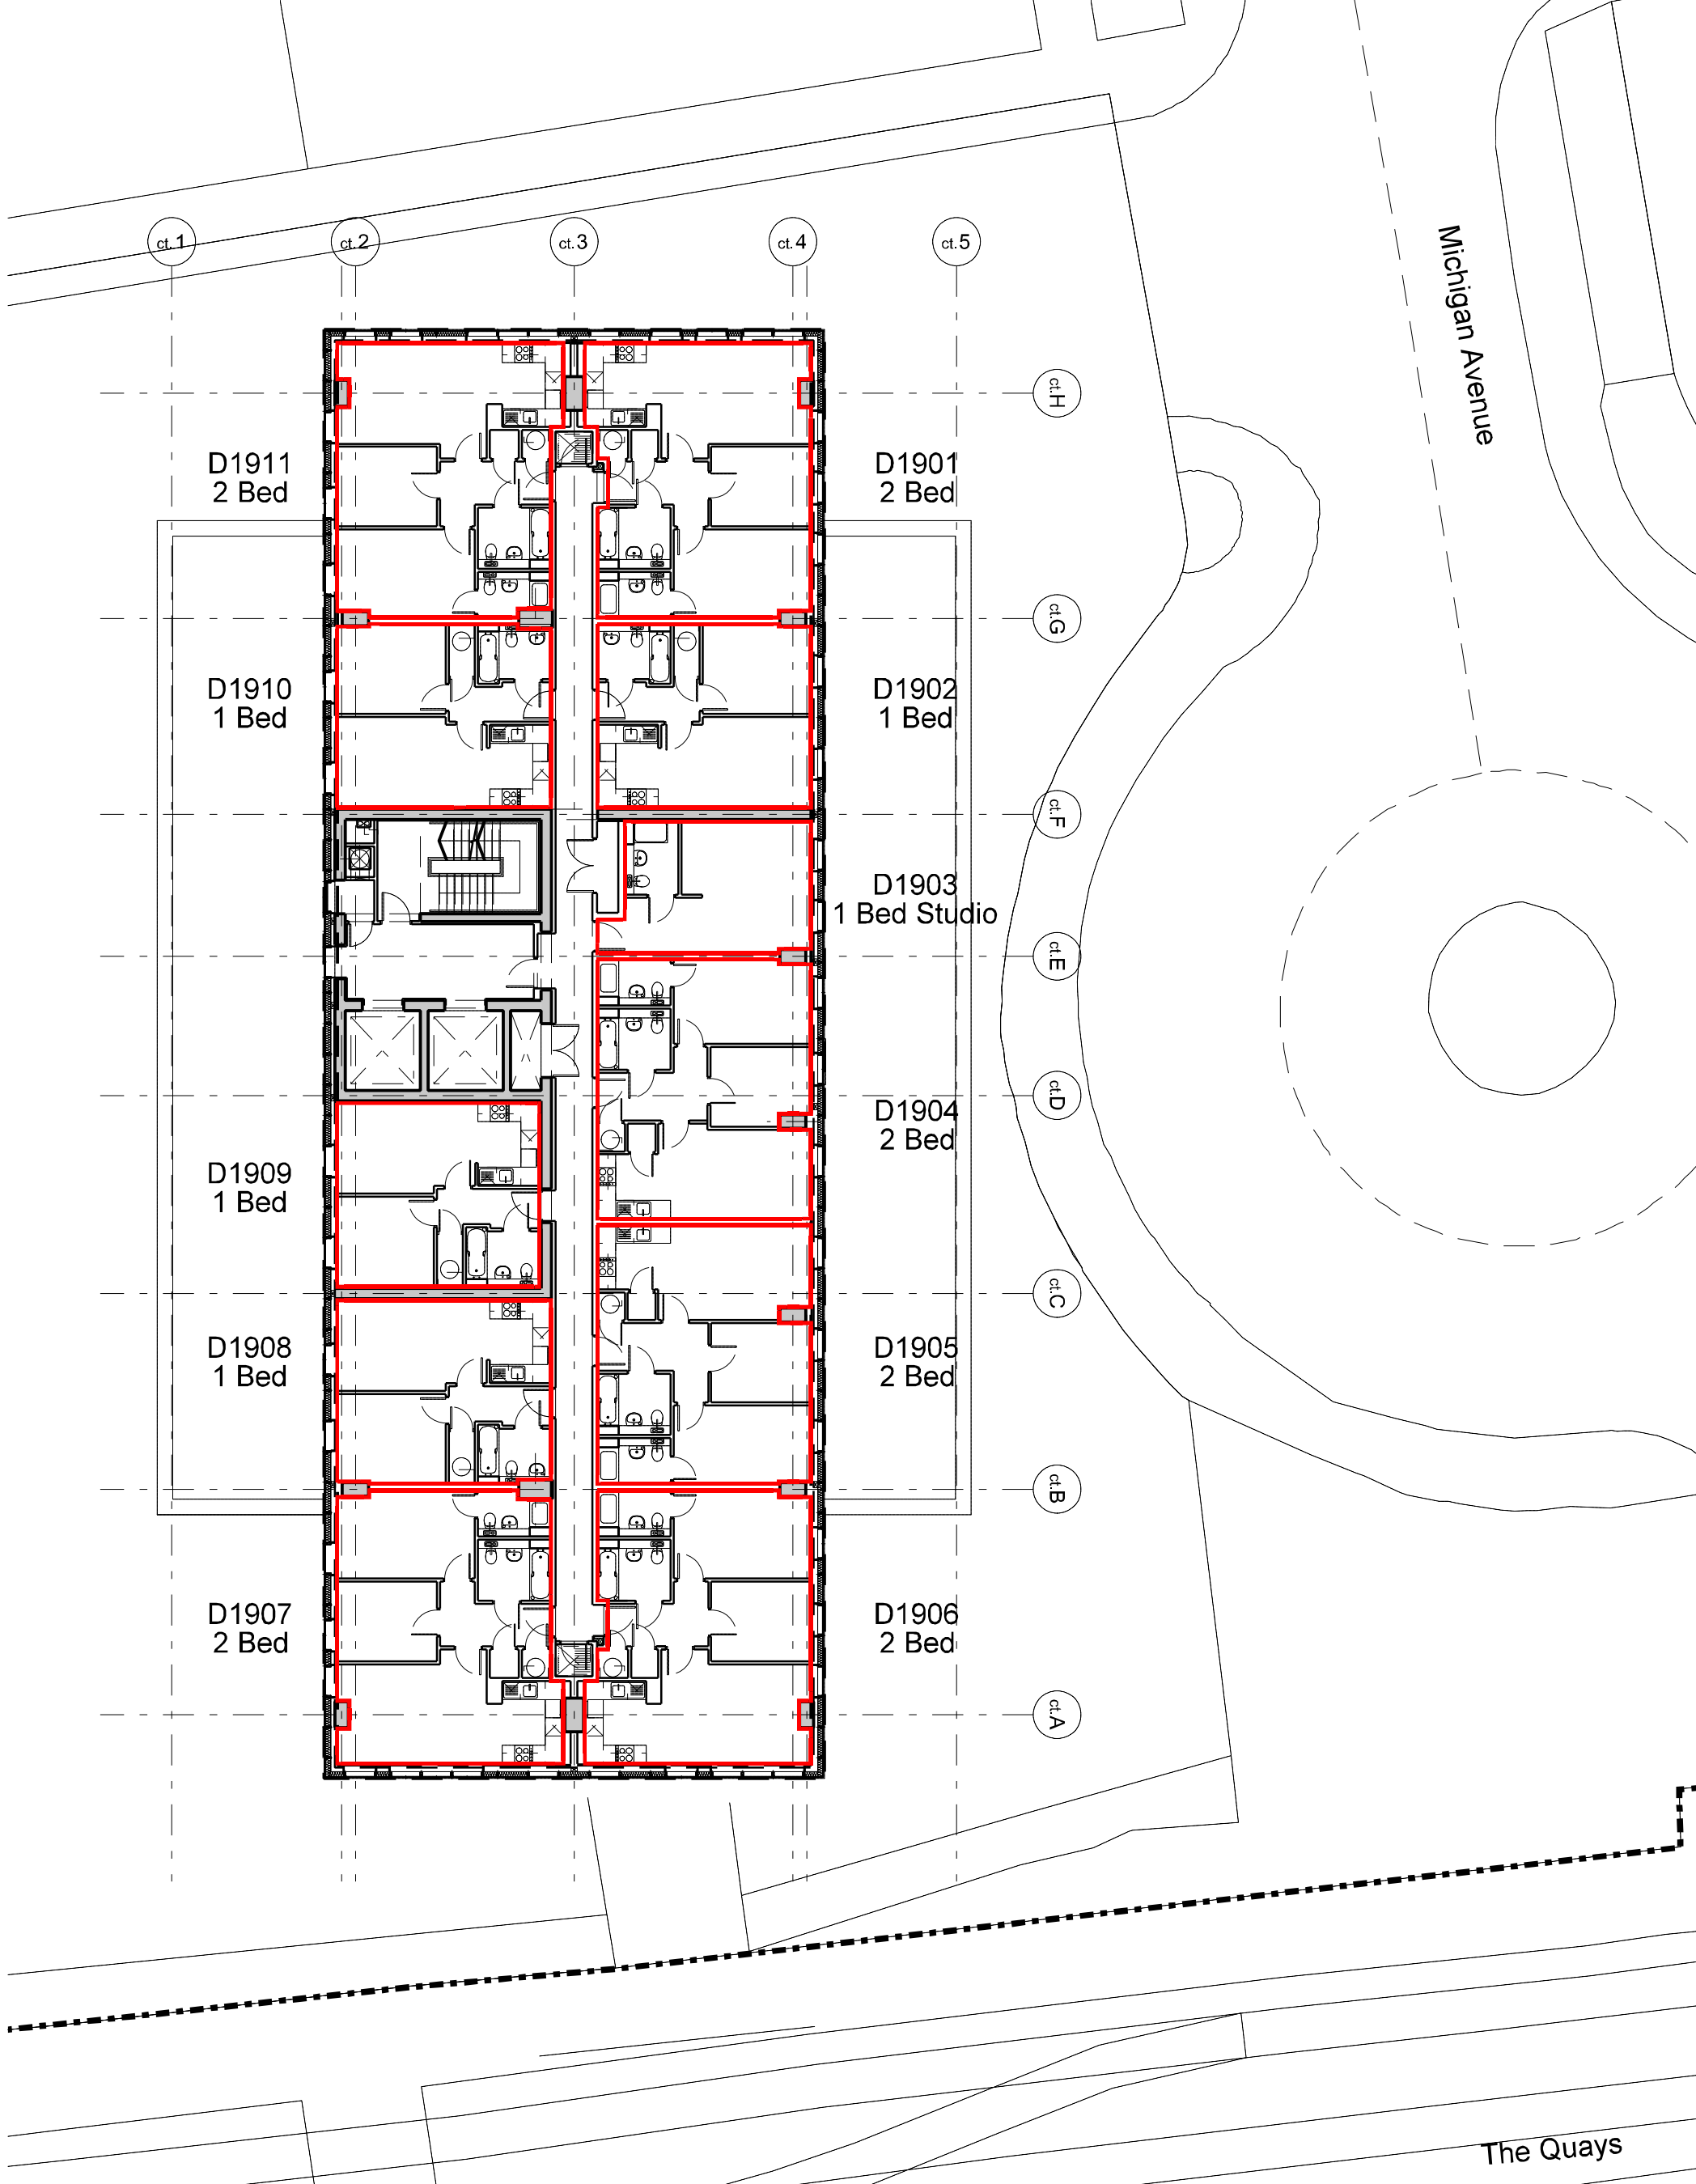 Michigan Avenue
ct.1
ct.2
ct.3
ct.4
ct.5
ct.H
D1911
2 Bed
D1901
2 Bed
ct.G
D1910
1 Bed
D1902
1 Bed
ct.F
D1903
1 Bed Studio
ct.E
ct.D
D1904
2 Bed
D1909
1 Bed
ct.C
D1908
1 Bed
D1905
2 Bed
ct.B
D1907
2 Bed
D1906
2 Bed
ct.A
The Quays